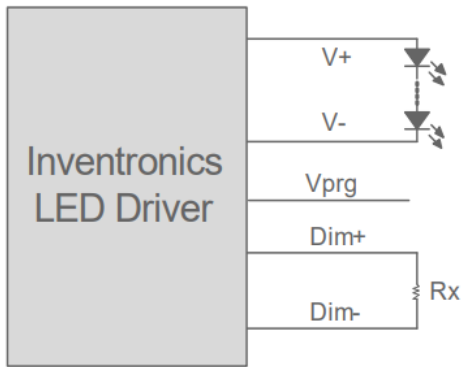 Inventronics
LED Driver
V+
V-
Vprg
Dim+
Rx
Dim-